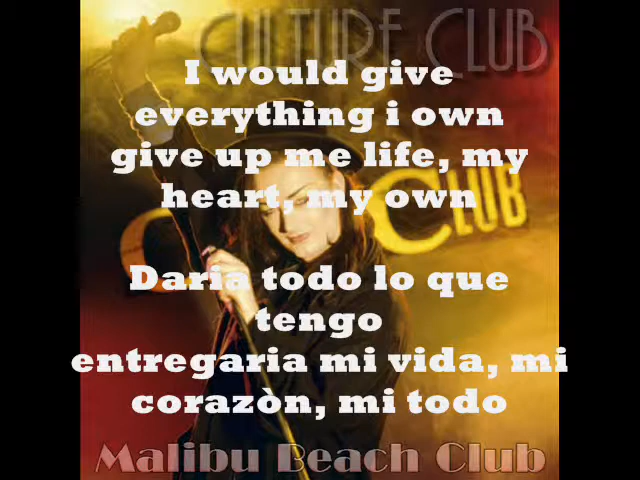 CULTURE CLUB
I would give
everything i own
give up me life, my
heart, my own
CLUB
Daria todo lo que
tengo
entregaria mi vida, mi
corazòn, mi todo
Malibu Beach Club